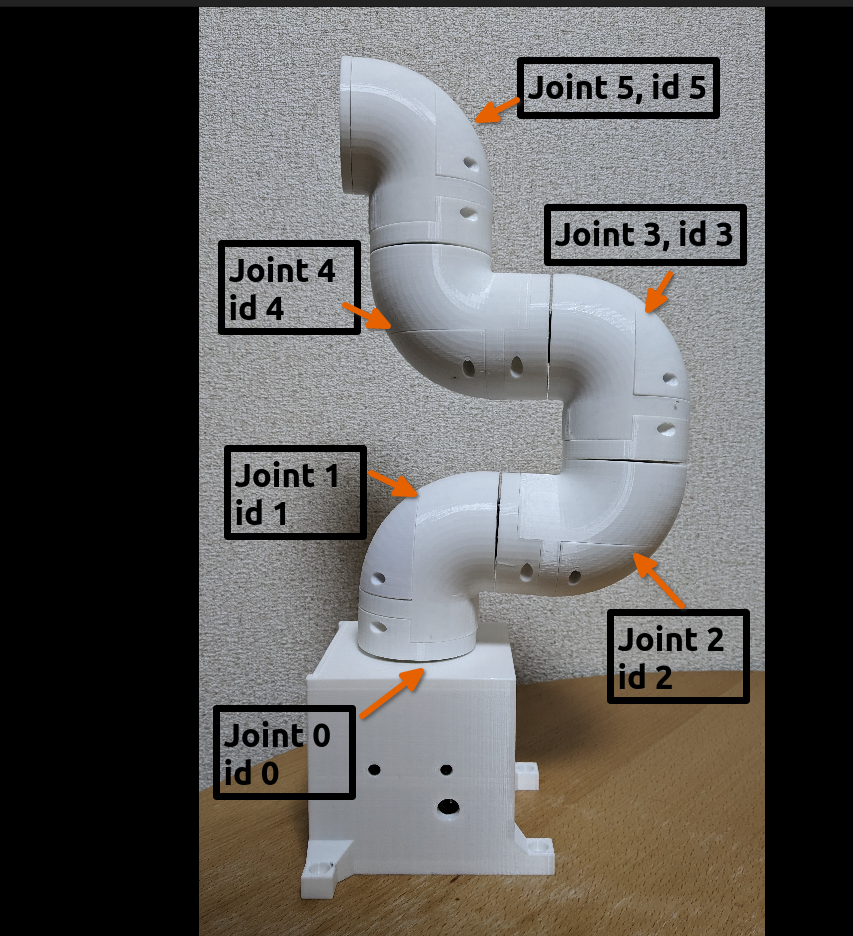 Joint 5, id 5
Joint 3, id 3
Joint 4
id 4
Joint 1
id 1
Joint 2
id 2
Joint 0
id 0